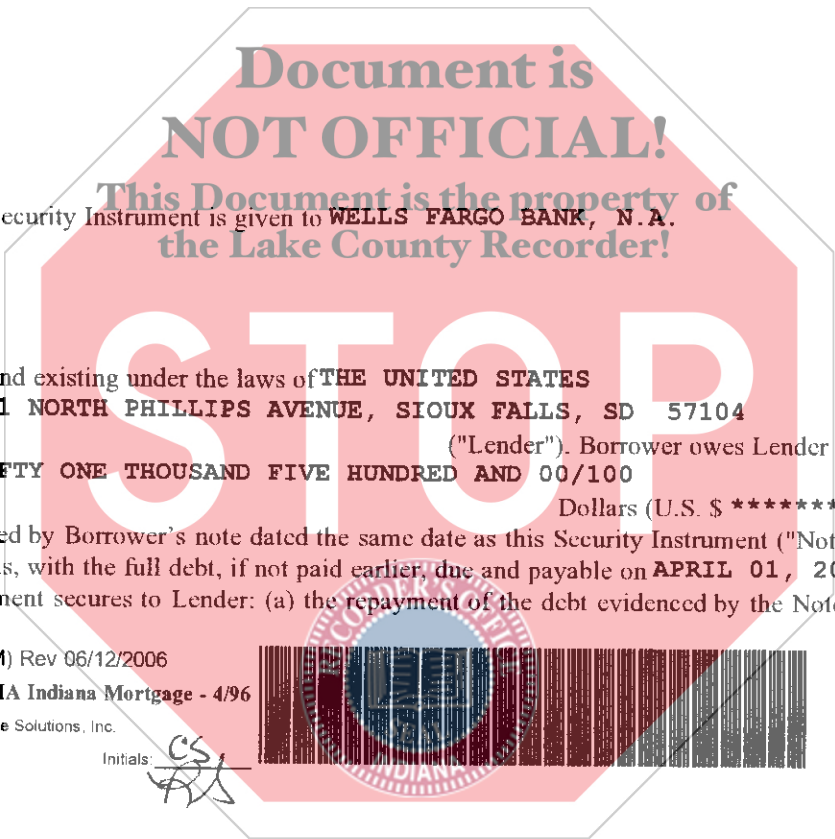 Document is
NOT OFFICIAL!
This Document is the property of
ecurity Instrument is given to WELLS FARGO BANK, N.A.
the Lake County Recorder!
STOP
nd existing under the laws of THE UNITED STATES
1 NORTH PHILLIPS AVENUE, SIOUX FALLS, SD 57104
("Lender"). Borrower owes Lender
FTY ONE THOUSAND FIVE HUNDRED AND 00/100
Dollars (U.S. $ *******
ed by Borrower's note dated the same date as this Security Instrument ("Not
s, with the full debt, if not paid earlier, due and payable on APRIL 01, 20
ment secures to Lender: (a) the repayment of the debt evidenced by the Note
RECORDER'S OFFICE
) Rev 06/12/2006
A Indiana Mortgage - 4/96
e Solutions, Inc.
Initials: CS
INDIANA